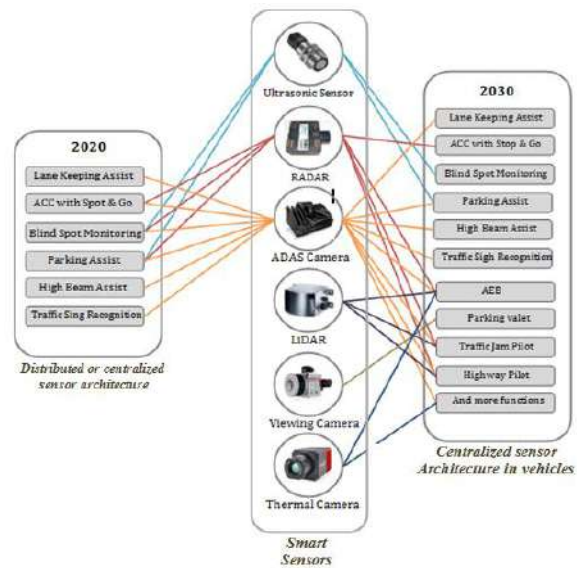 2020
Lane Keeping Assist
ACC with Spot & Go
Blind Spot Monitoring
Parking Assist
High Beam Assist
Traffic Sing Recognition
Distributed or centralized
sensor architecture
Ultrasonic Sensor
RADAR
ADAS Camera
LiDAR
Viewing Camera
Thermal Camera
Smart
Sensors
2030
Lane Keeping Assist
ACC with Stop & Go
Blind Spot Monitoring
Parking Assist
High Beam Assist
Traffic Sigh Recognition
AEB
Parking valet
Traffic Jam Pilot
Highway Pilot
And more functions
Centralized sensor
Architecture in vehicles